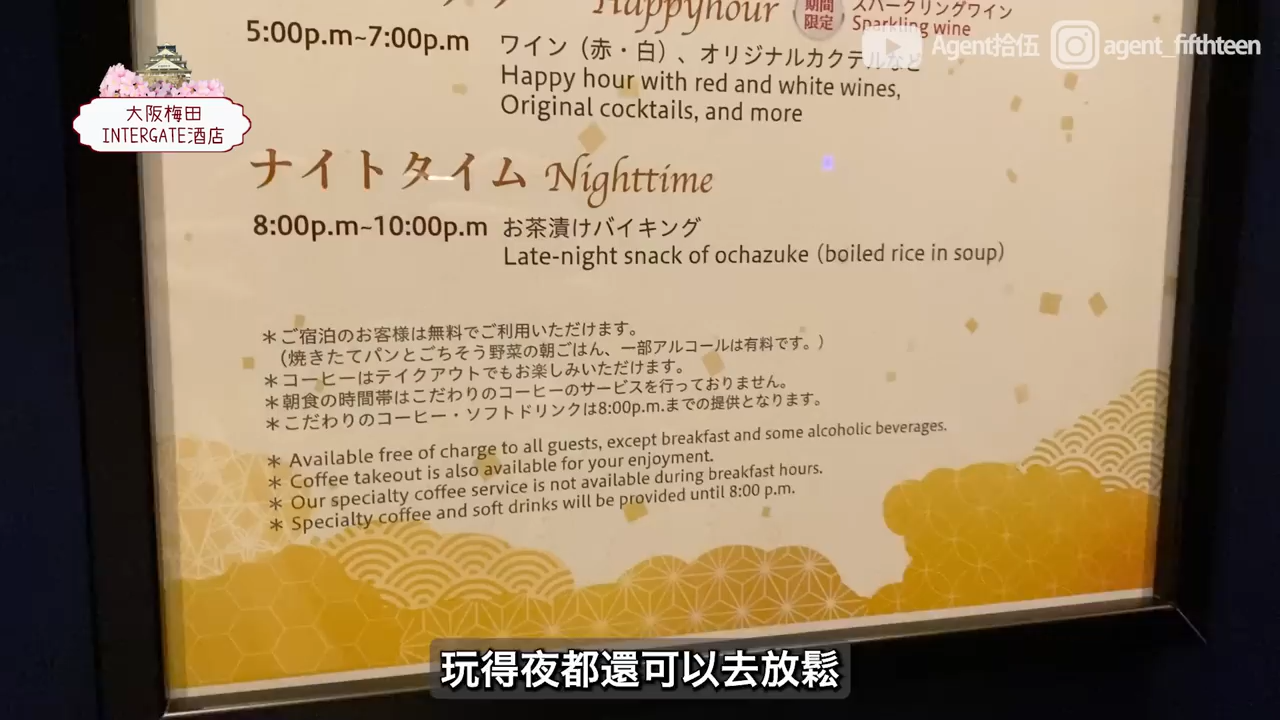 Happyhour
期間
限定
スパークリングワイン
Sparkling wine
5:00p.m~7:00p.m
ワイン（赤・白）、オリジナルカクテルなど
Happy hour with red and white wines,
Original cocktails, and more
Agent拾伍
agent_fifthteen
大阪梅田
INTERGATE酒店
ナイトタイム Nighttime
8:00p.m~10:00p.m
お茶漬けバイキング
Late-night snack of ochazuke (boiled rice in soup)
＊ご宿泊のお客様は無料でご利用いただけます。
（焼きたてパンとごちそう野菜の朝ごはん、一部アルコールは有料です。）
＊コーヒーはテイクアウトでもお楽しみいただけます。
＊朝食の時間帯はこだわりのコーヒーのサービスを行っておりません。
＊こだわりのコーヒー・ソフトドリンクは8:00p.m.までの提供となります。
＊ Available free of charge to all guests, except breakfast and some alcoholic beverages.
＊ Coffee takeout is also available for your enjoyment.
＊ Our specialty coffee service is not available during breakfast hours.
＊ Specialty coffee and soft drinks will be provided until 8:00 p.m.
玩得夜都還可以去放鬆